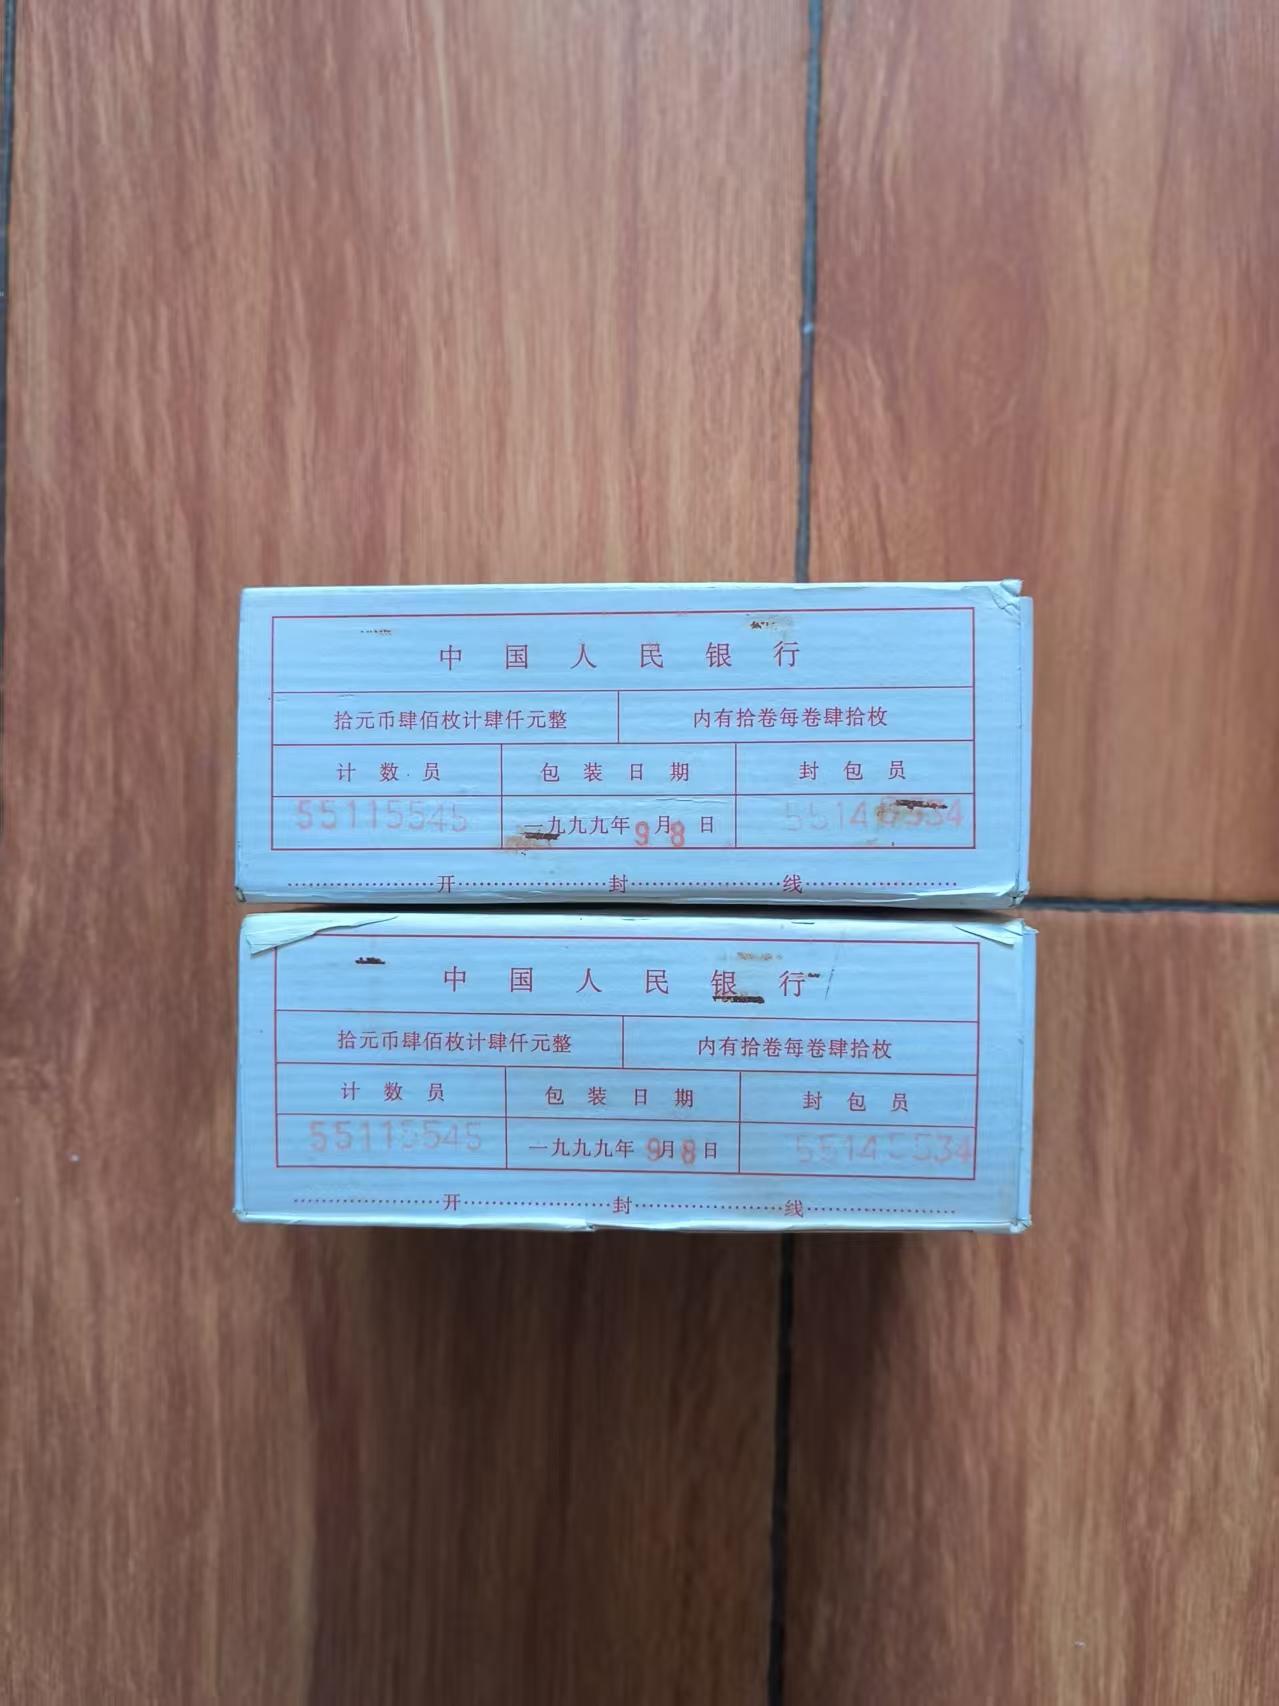 中国人民银行
拾元币肆佰枚计肆仟元整 内有拾卷每卷肆拾枚
计数员 包装日期 封包员
55115545 一九九九年9月8日
开封线
中国人民银行
拾元币肆佰枚计肆仟元整 内有拾卷每卷肆拾枚
计数员 包装日期 封包员
55115545 一九九九年9月8日 55145534
开封线